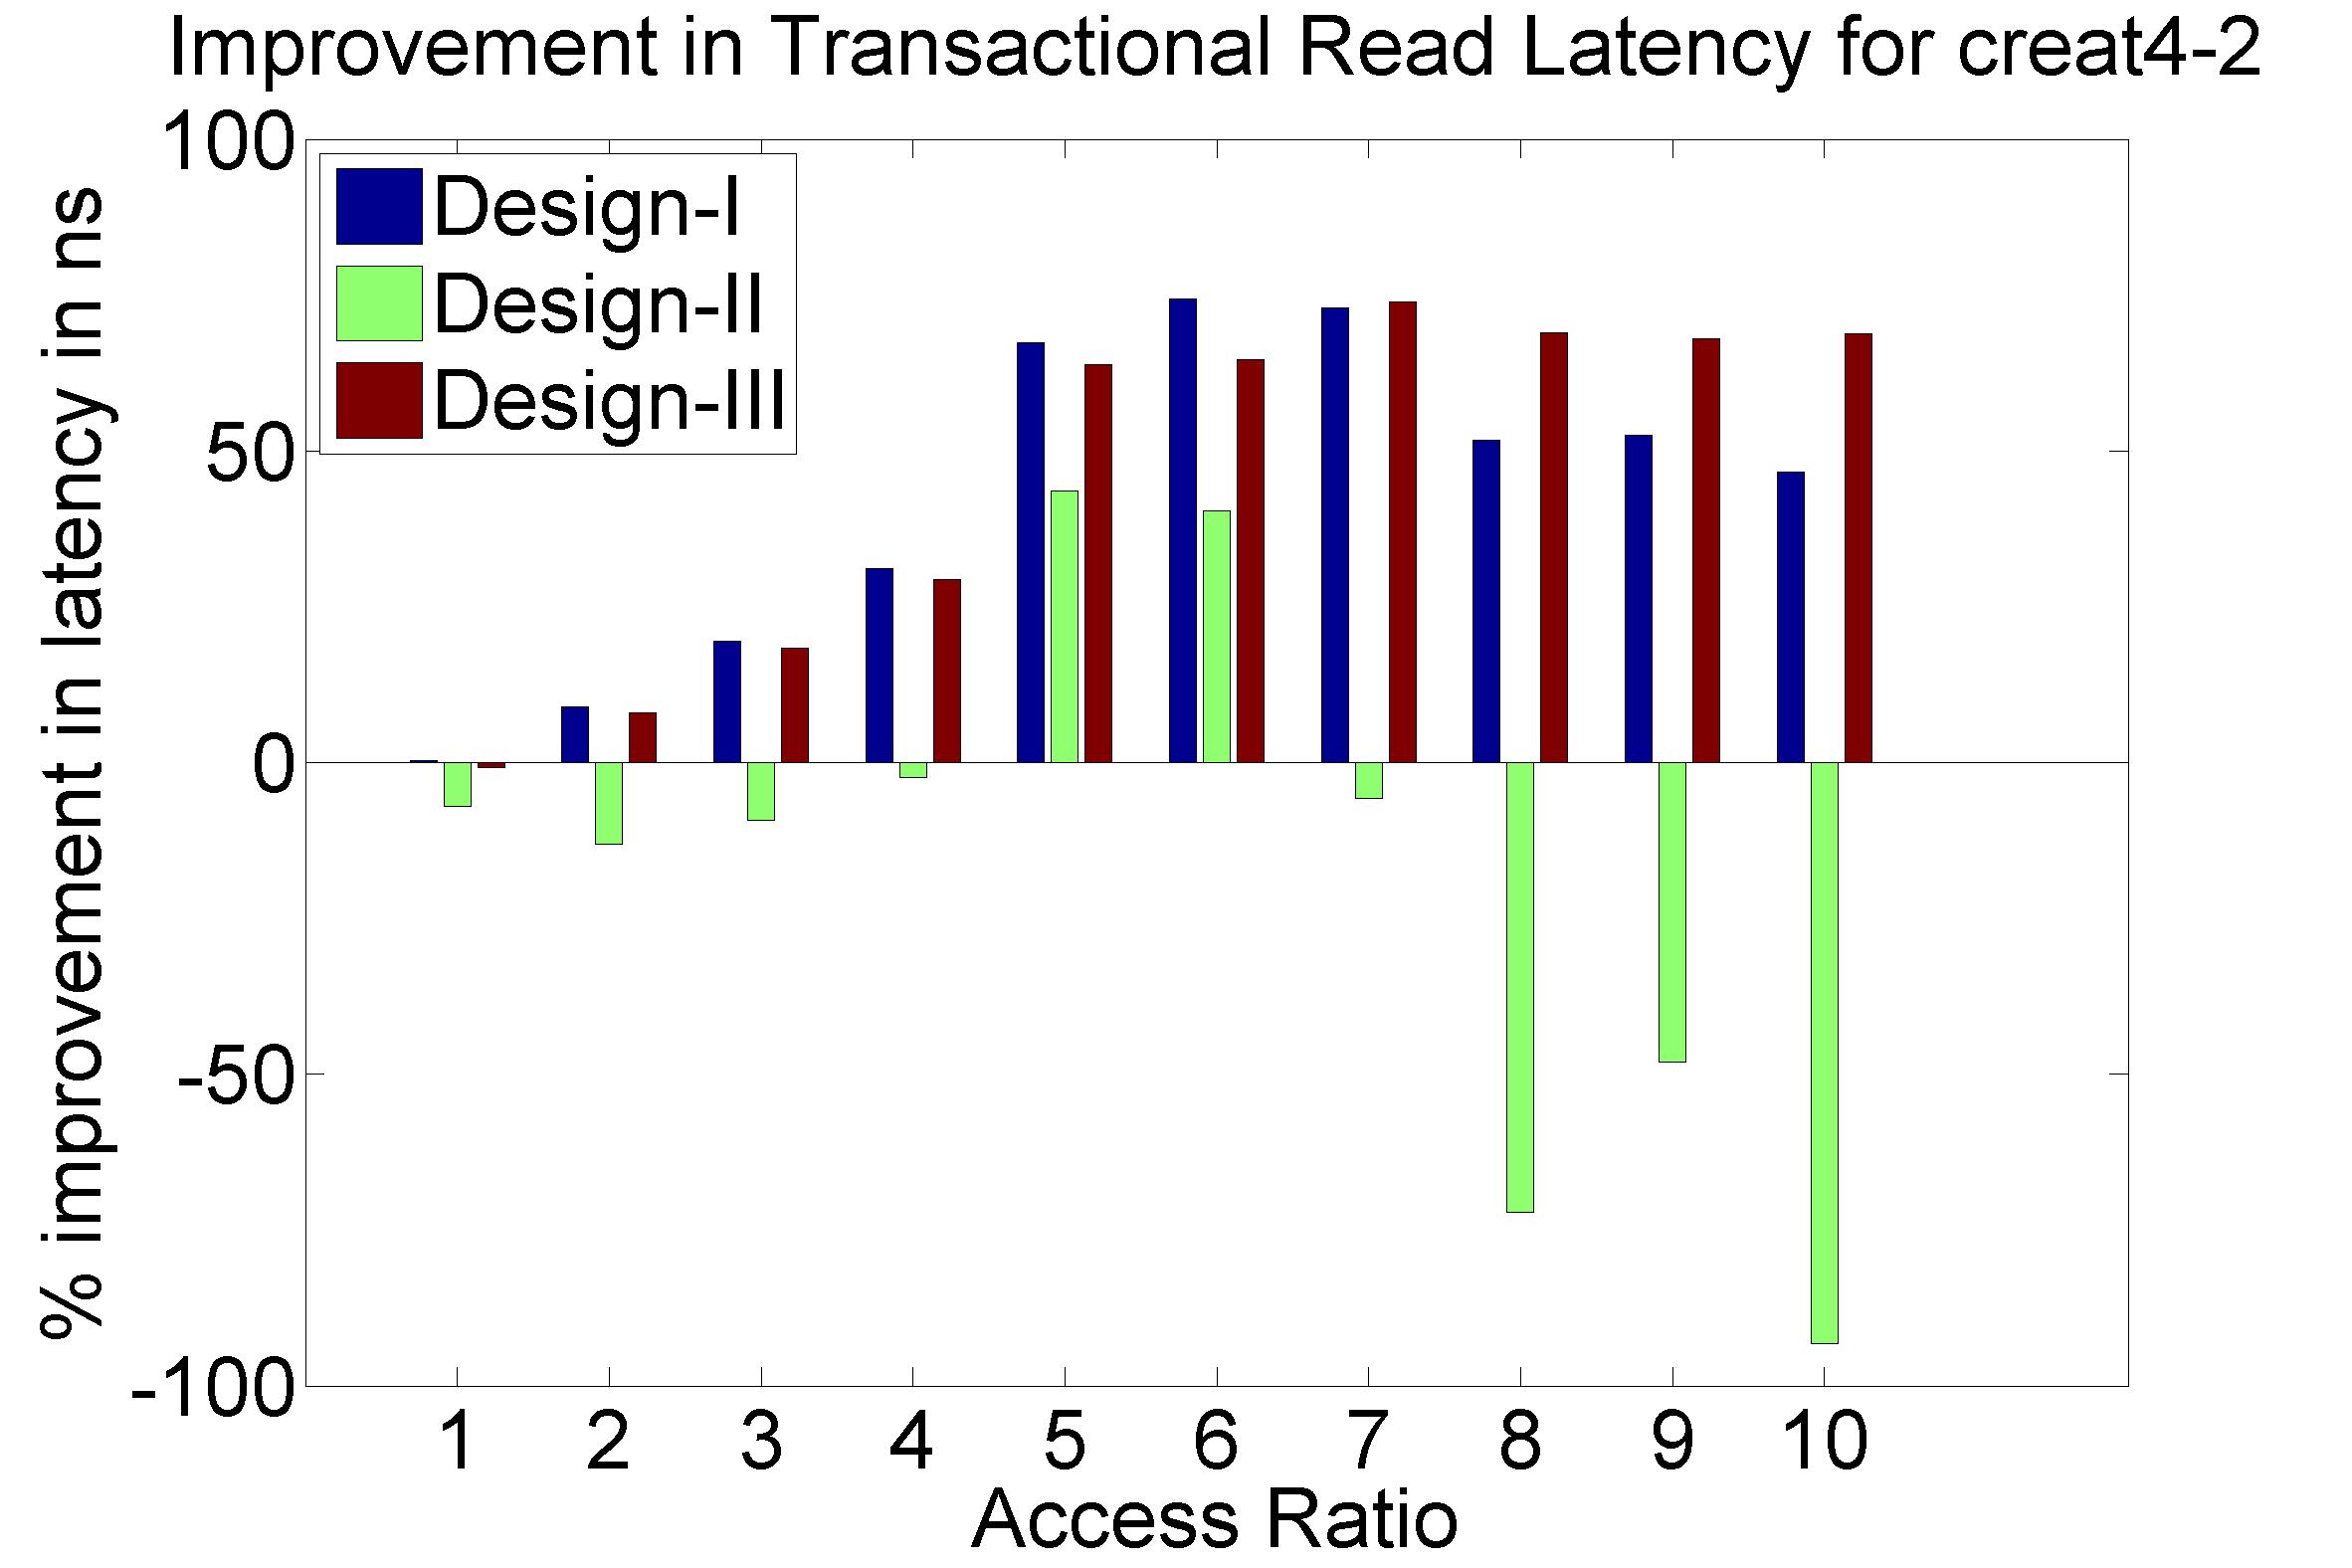 Improvement in Transactional Read Latency for creat4-2
% improvement in latency in ns
100
50
0
-50
-100
Design-I
Design-II
Design-III
1 2 3 4 5 6 7 8 9 10
Access Ratio